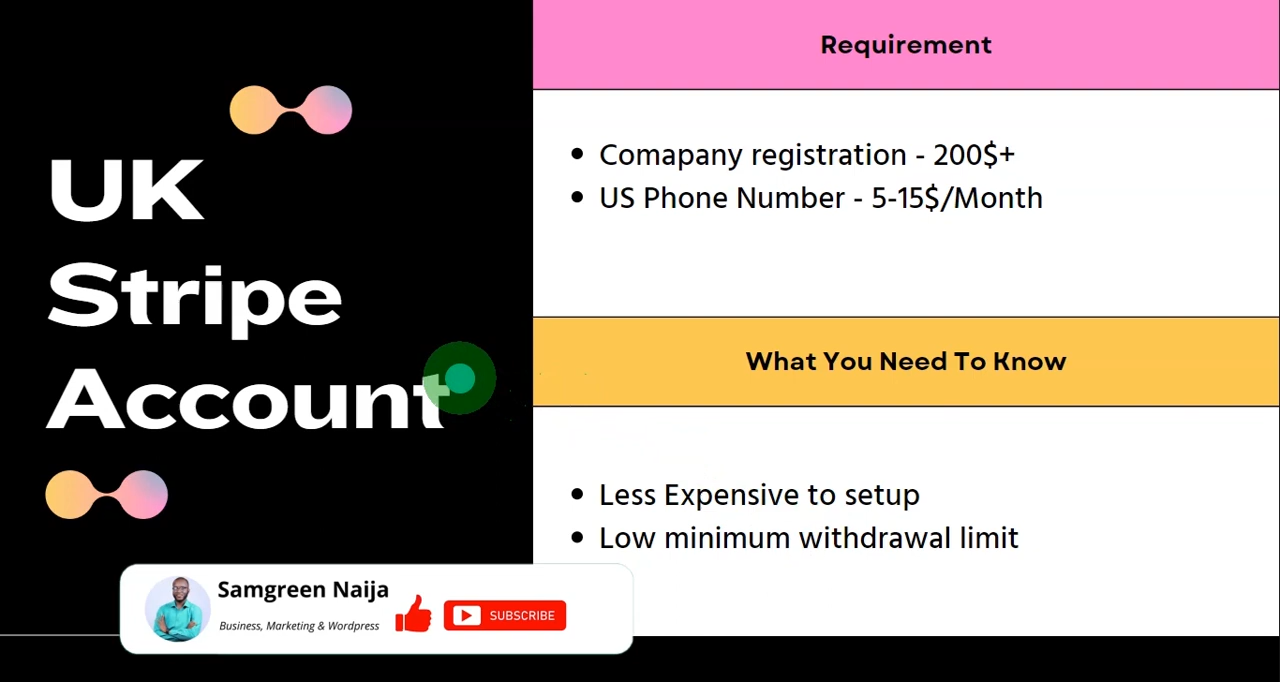 UK
Stripe
Account
Requirement
Comapany registration - 200$+
US Phone Number - 5-15$/Month
What You Need To Know
Less Expensive to setup
Low minimum withdrawal limit
Samgreen Naija
Business, Marketing & Wordpress
SUBSCRIBE